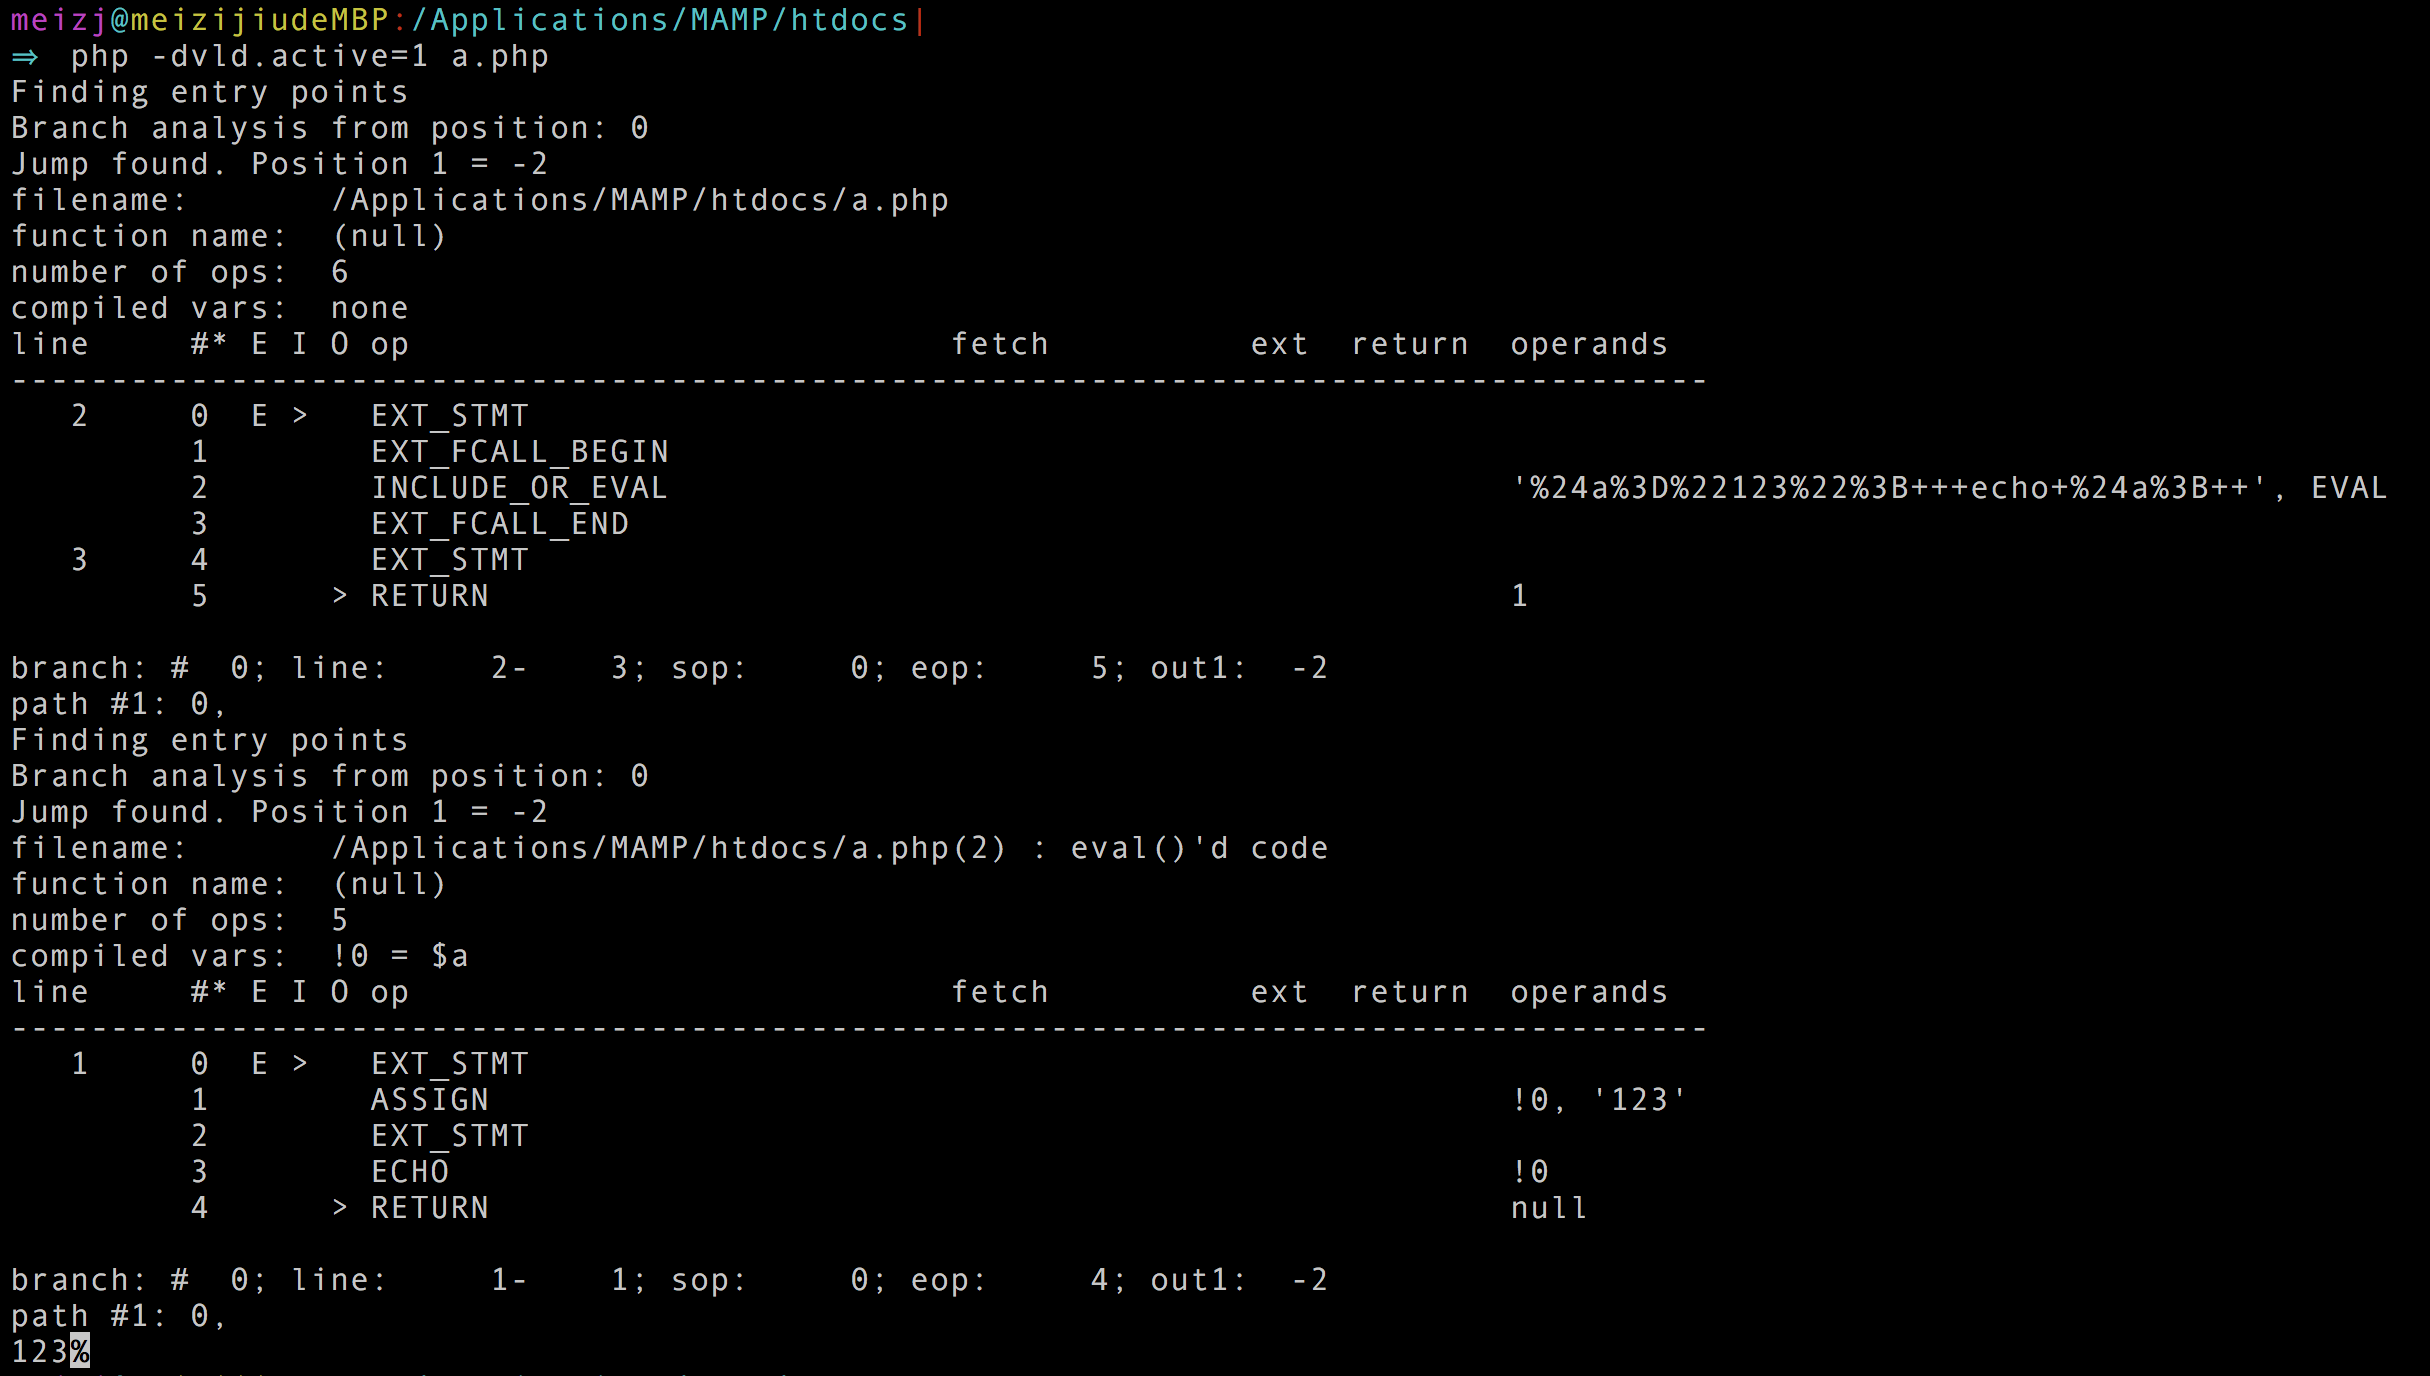 meizj@meizijiudeMBP:/Applications/MAMP/htdocs|
⇒  php -dvld.active=1 a.php
Finding entry points
Branch analysis from position: 0
Jump found. Position 1 = -2
filename:       /Applications/MAMP/htdocs/a.php
function name:  (null)
number of ops:  6
compiled vars:  none
line     #* E I O op                           fetch          ext  return  operands
-------------------------------------------------------------------------------------
   2     0  E >   EXT_STMT
         1        EXT_FCALL_BEGIN
         2        INCLUDE_OR_EVAL                                          '%24a%3D%22123%22%3B+++echo+%24a%3B++', EVAL
         3        EXT_FCALL_END
   3     4        EXT_STMT
         5      > RETURN                                                   1
branch: #  0; line:     2-    3; sop:     0; eop:     5; out1:  -2
path #1: 0,
Finding entry points
Branch analysis from position: 0
Jump found. Position 1 = -2
filename:       /Applications/MAMP/htdocs/a.php(2) : eval()'d code
function name:  (null)
number of ops:  5
compiled vars:  !0 = $a
line     #* E I O op                           fetch          ext  return  operands
-------------------------------------------------------------------------------------
   1     0  E >   EXT_STMT
         1        ASSIGN                                                   !0, '123'
         2        EXT_STMT
         3        ECHO                                                     !0
         4      > RETURN                                                   null
branch: #  0; line:     1-    1; sop:     0; eop:     4; out1:  -2
path #1: 0,
123%